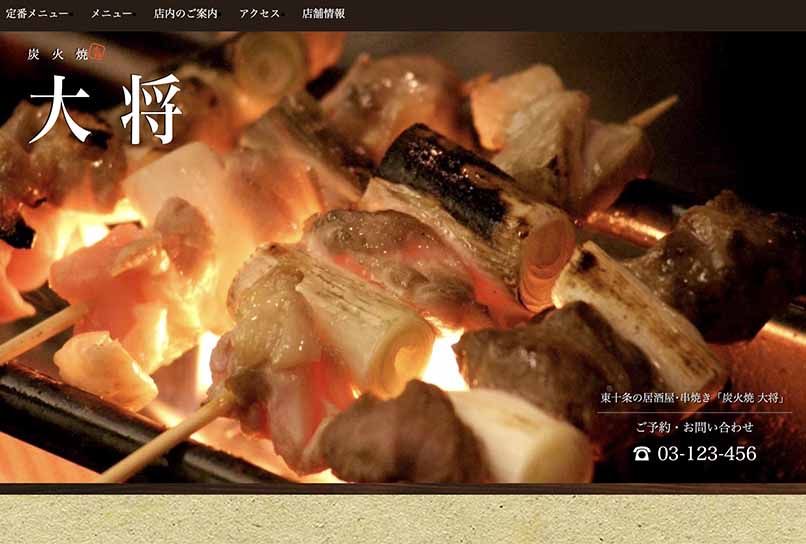 定番メニュー メニュー 店内のご案内 アクセス 店舗情報
炭火焼
大将
東十条の居酒屋・串焼き「炭火焼 大将」
ご予約・お問い合わせ
☎ 03-123-456